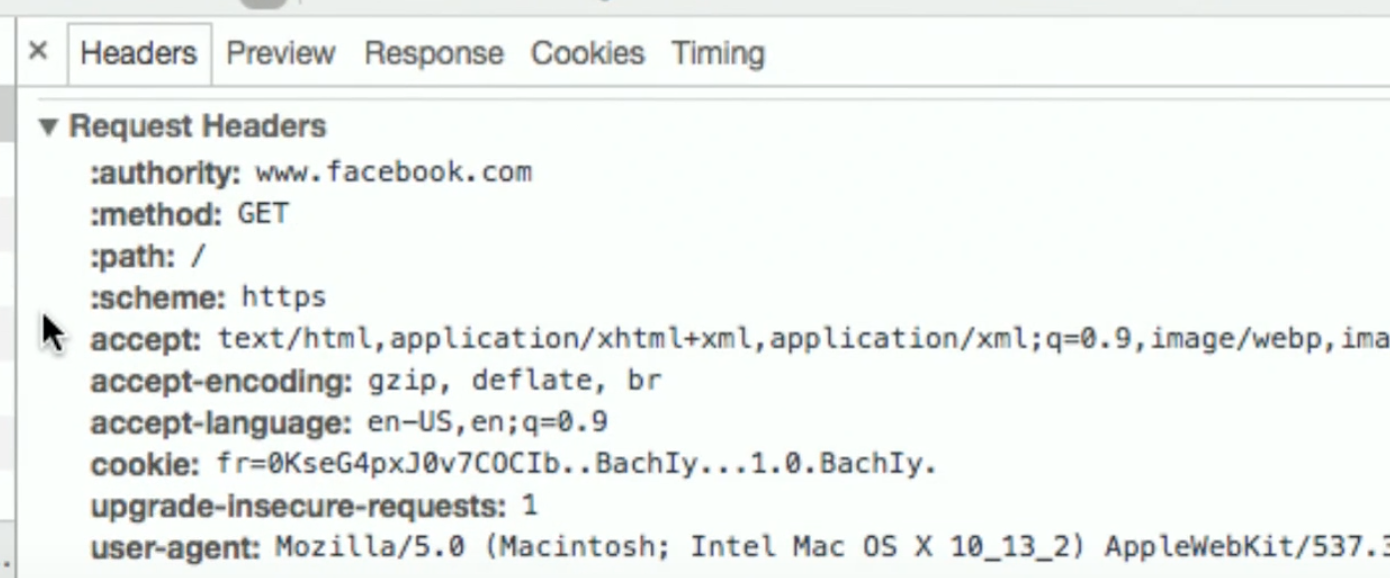 × Headers Preview Response Cookies Timing
▼ Request Headers
:authority: www.facebook.com
:method: GET
:path: /
:scheme: https
accept: text/html,application/xhtml+xml,application/xml;q=0.9,image/webp,ima
accept-encoding: gzip, deflate, br
accept-language: en-US,en;q=0.9
cookie: fr=0KseG4pxJ0v7COCIb..BachIy...1.0.BachIy.
upgrade-insecure-requests: 1
user-agent: Mozilla/5.0 (Macintosh; Intel Mac OS X 10_13_2) AppleWebKit/537.3